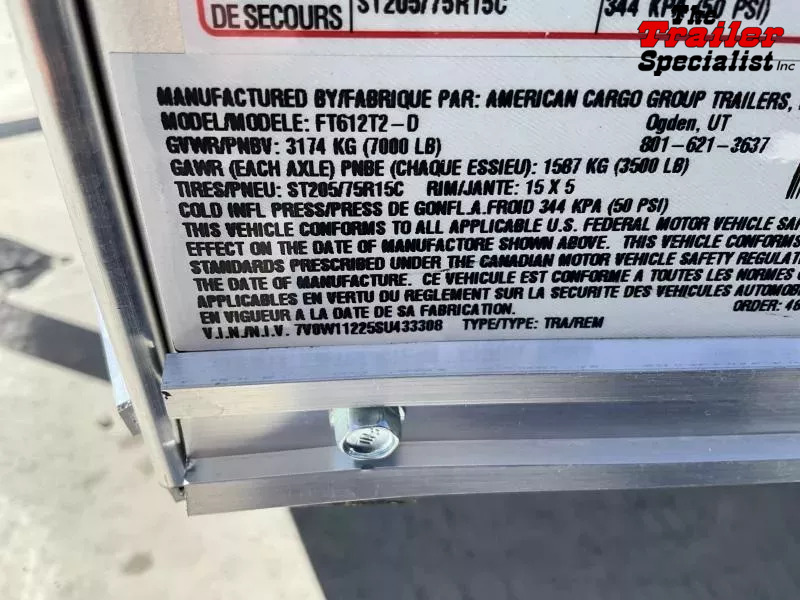 DE SECOURS ST205/75R15C 344 KPA (50 PSI)
The
Trailer
Specialist Inc
MANUFACTURED BY/FABRIQUE PAR: AMERICAN CARGO GROUP TRAILERS,
MODEL/MODELE: FT612T2-D Ogden, UT
GVWR/PNBV: 3174 KG (7000 LB) 801-621-3637
GAWR (EACH AXLE) PNBE (CHAQUE ESSIEU): 1587 KG (3500 LB)
TIRES/PNEU: ST205/75R15C RIM/JANTE: 15 X 5
COLD INFL PRESS/PRESS DE GONFL.A.FROID 344 KPA (50 PSI)
THIS VEHICLE CONFORMS TO ALL APPLICABLE U.S. FEDERAL MOTOR VEHICLE SAF
EFFECT ON THE DATE OF MANUFACTORE SHOWN ABOVE. THIS VEHICLE CONFORMS
STANDARDS PRESCRIBED UNDER THE CANADIAN MOTOR VEHICLE SAFETY REGULAT
THE DATE OF MANUFACTURE. CE VEHICULE EST CONFORME A TOUTES LES NORMES
APPLICABLES EN VERTU DU REGLEMENT SUR LA SECURITE DES VEHICULES AUTOMOB
EN VIGUEUR A LA DATE DE SA FABRICATION. ORDER: 48
V.I.N./N.I.V. 7V0W11225SU433308 TYPE/TYPE: TRA/REM